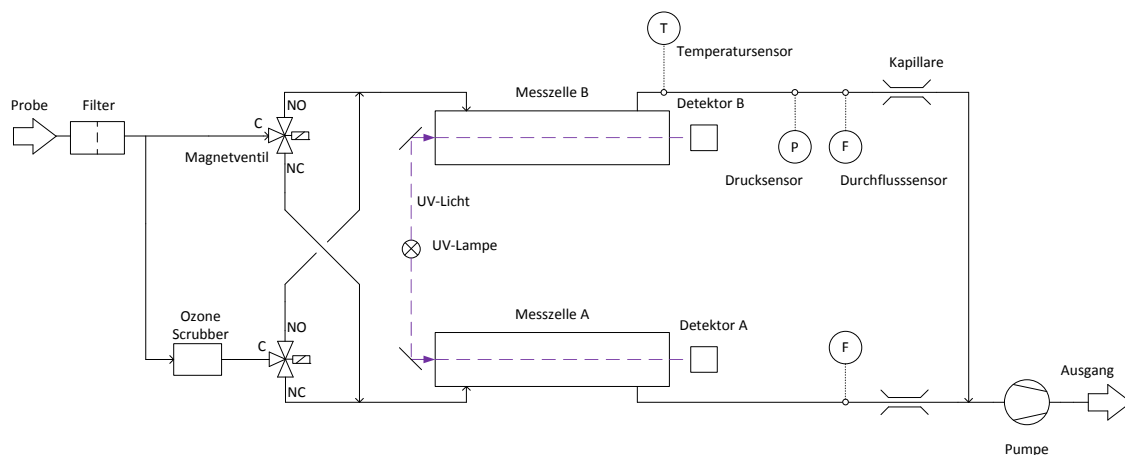 T
Temperatursensor
Kapillare
Probe
Filter
NO
Messzelle B
Detektor B
C
Magnetventil
NC
P
F
Drucksensor
Durchflusssensor
UV-Licht
UV-Lampe
Ozone
Scrubber
NO
Messzelle A
Detektor A
C
F
NC
Ausgang
Pumpe